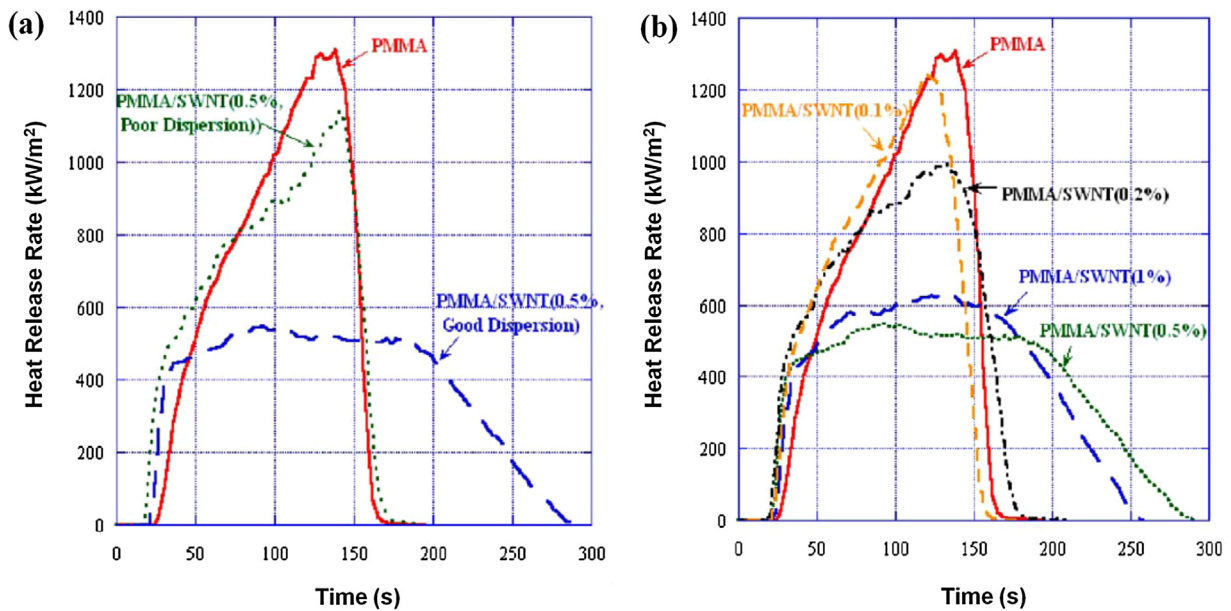 (a)
1400
1200
1000
800
600
400
200
0
Heat Release Rate (kW/m²)
PMMA
PMMA/SWNT(0.5%,
Poor Dispersion))
PMMA/SWNT(0.5%,
Good Dispersion)
0 50 100 150 200 250 300
Time (s)
(b)
1400
1200
1000
800
600
400
200
0
Heat Release Rate (kW/m²)
PMMA
PMMA/SWNT(0.1%)
PMMA/SWNT(0.2%)
PMMA/SWNT(1%)
PMMA/SWNT(0.5%)
0 50 100 150 200 250 300
Time (s)